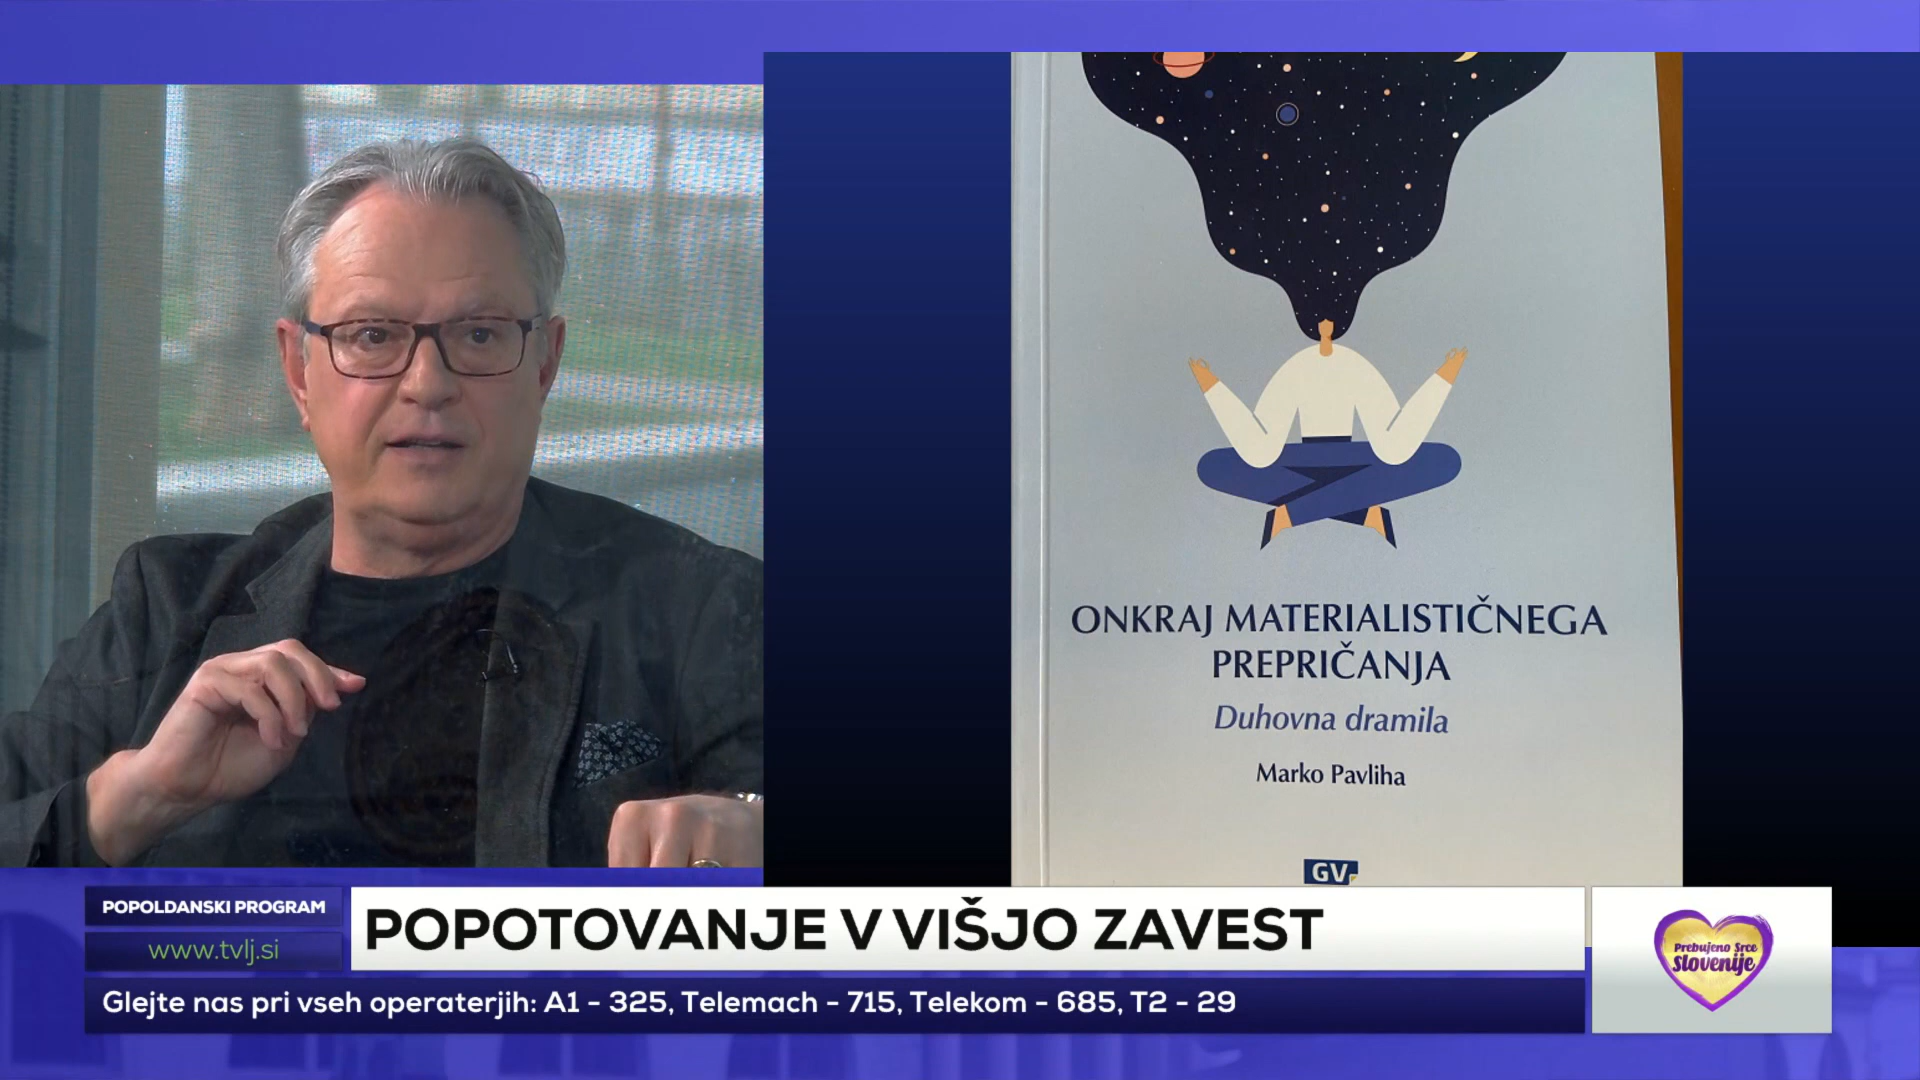 ONKRAJ MATERIALISTIČNEGA
PREPRIČANJA
Duhovna dramila
Marko Pavliha
GV
POPOLDANSKI PROGRAM
www.tvlj.si
POPOTOVANJE V VIŠJO ZAVEST
Prebujeno Srce
Slovenije
Glejte nas pri vseh operaterjih: A1 - 325, Telemach - 715, Telekom - 685, T2 - 29